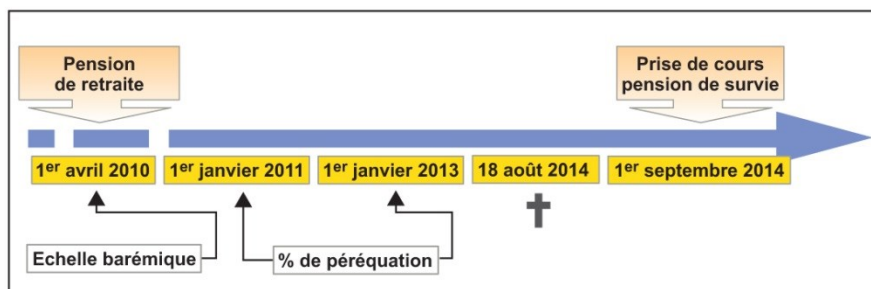 Pension
de retraite
Prise de cours
pension de survie
1er avril 2010
1er janvier 2011
1er janvier 2013
18 août 2014
1er septembre 2014
Echelle barémique
% de péréquation